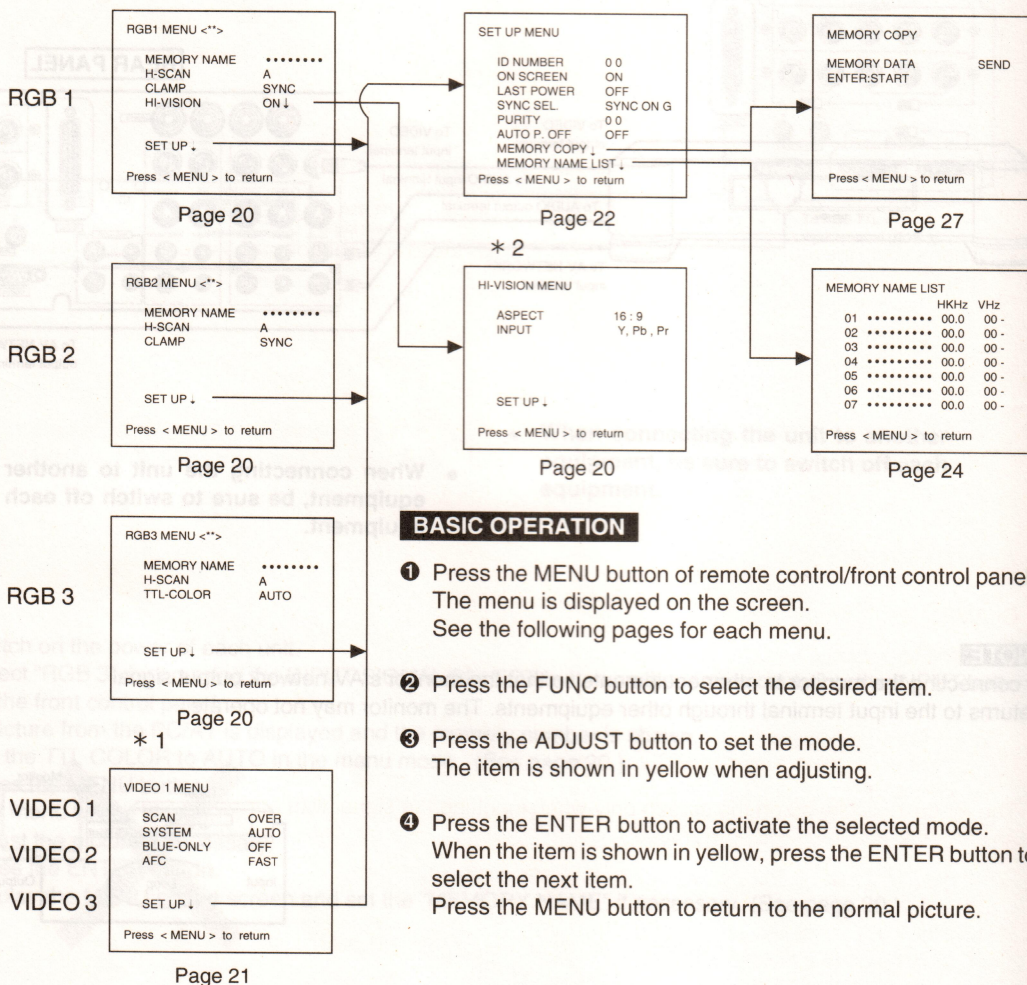 RGB 1
RGB1 MENU <**>
MEMORY NAME ••••••••
H-SCAN A
CLAMP SYNC
HI-VISION ON↓
SET UP↓
Press < MENU > to return
Page 20
RGB 2
RGB2 MENU <**>
MEMORY NAME ••••••••
H-SCAN A
CLAMP SYNC
SET UP↓
Press < MENU > to return
Page 20
RGB 3
RGB3 MENU <**>
MEMORY NAME ••••••••
H-SCAN A
TTL-COLOR AUTO
SET UP↓
Press < MENU > to return
Page 20
* 1
VIDEO 1
VIDEO 2
VIDEO 3
VIDEO 1 MENU
SCAN OVER
SYSTEM AUTO
BLUE-ONLY OFF
AFC FAST
SET UP↓
Press < MENU > to return
Page 21
SET UP MENU
ID NUMBER 0 0
ON SCREEN ON
LAST POWER OFF
SYNC SEL. SYNC ON G
PURITY 0 0
AUTO P. OFF OFF
MEMORY COPY↓
MEMORY NAME LIST↓
Press < MENU > to return
Page 22
* 2
HI-VISION MENU
ASPECT 16 : 9
INPUT Y, Pb , Pr
SET UP↓
Press < MENU > to return
Page 20
MEMORY COPY
MEMORY DATA SEND
ENTER:START
Press < MENU > to return
Page 27
MEMORY NAME LIST
HKHz VHz
01 ••••••••• 00.0 00 -
02 ••••••••• 00.0 00 -
03 ••••••••• 00.0 00 -
04 ••••••••• 00.0 00 -
05 ••••••••• 00.0 00 -
06 ••••••••• 00.0 00 -
07 ••••••••• 00.0 00 -
Press < MENU > to return
Page 24
BASIC OPERATION
❶ Press the MENU button of remote control/front control pane
The menu is displayed on the screen.
See the following pages for each menu.
❷ Press the FUNC button to select the desired item.
❸ Press the ADJUST button to set the mode.
The item is shown in yellow when adjusting.
❹ Press the ENTER button to activate the selected mode.
When the item is shown in yellow, press the ENTER button to
select the next item.
Press the MENU button to return to the normal picture.